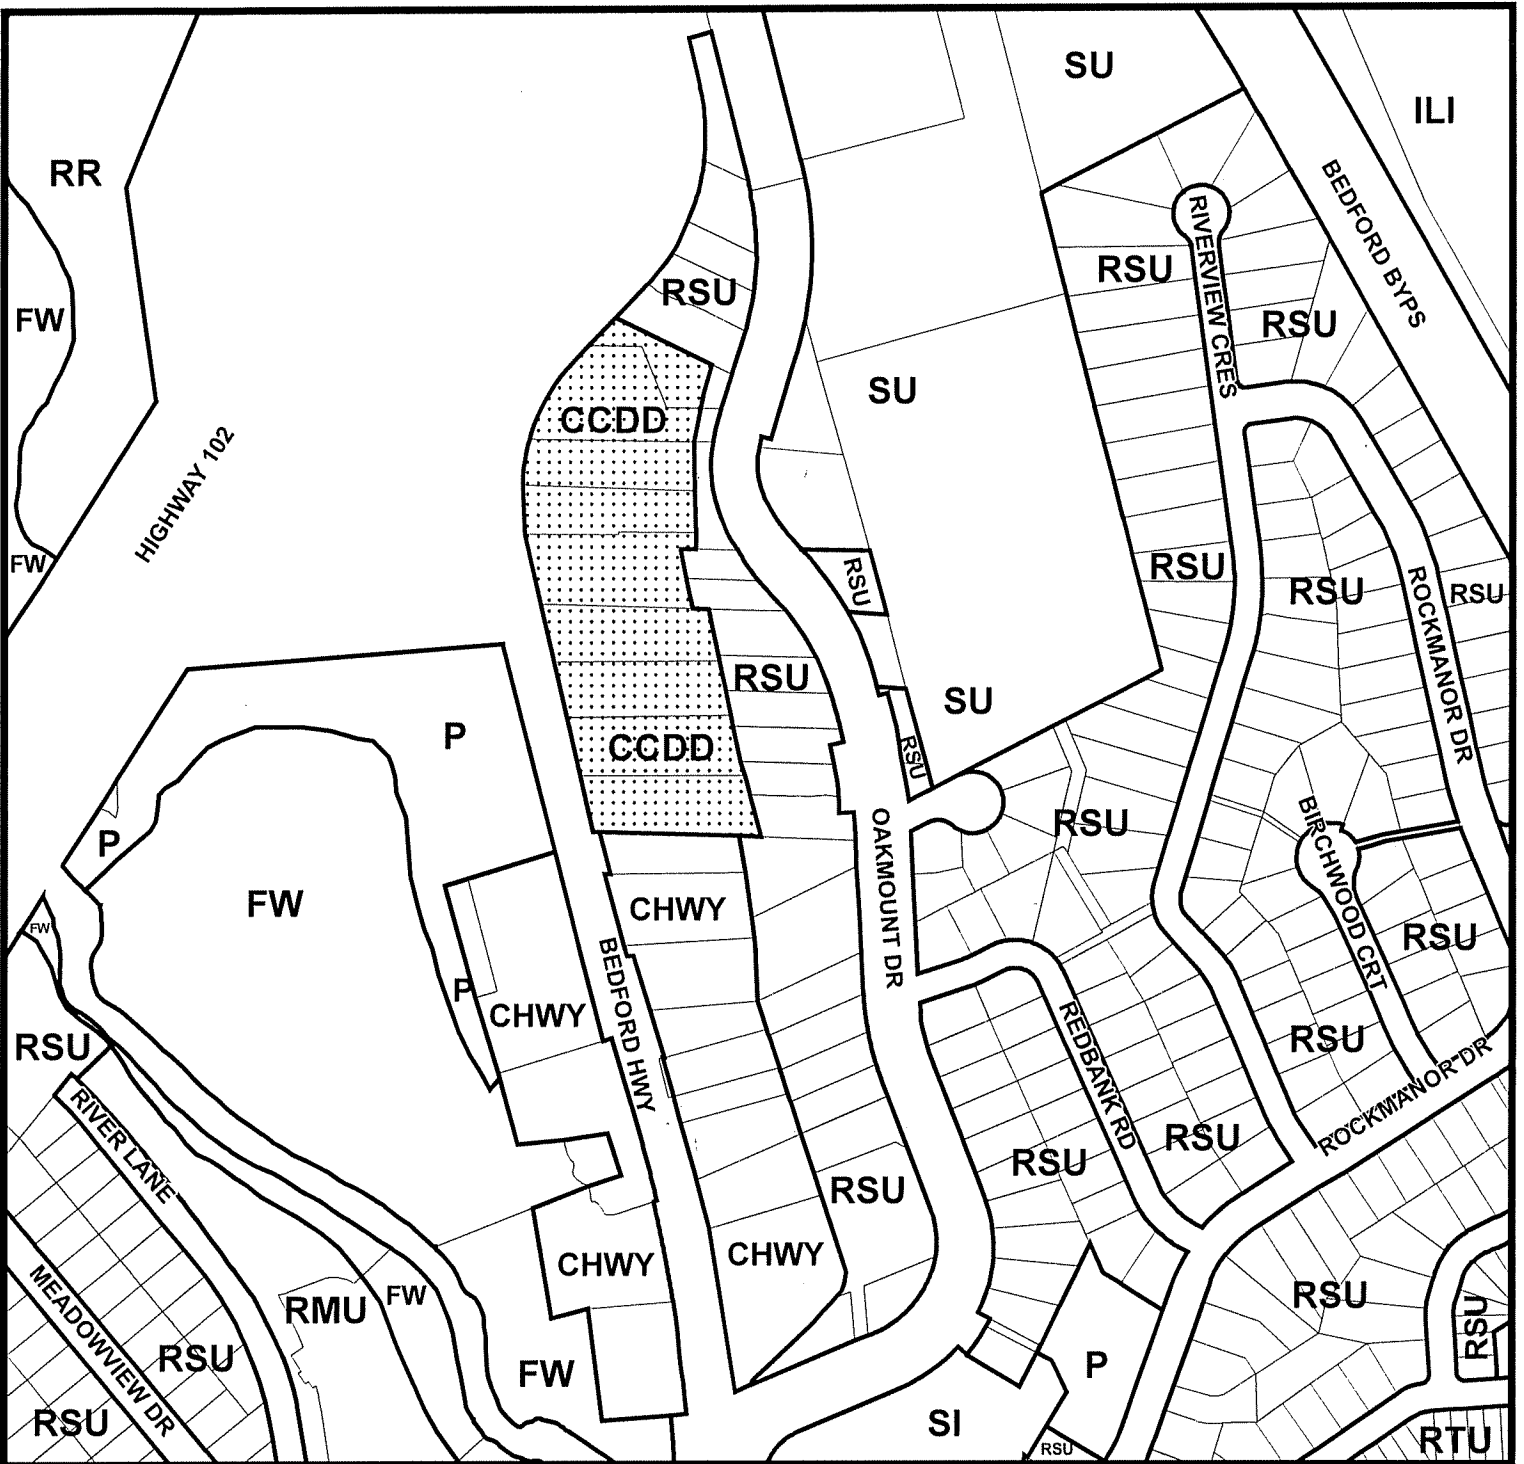 SU
ILI
RR
BEDFORD BYPS
RIVERVIEW CRES
RSU
RSU
RSU
FW
SU
CCDD
HIGHWAY 102
FW
RSU
RSU
RSU
RSU
ROCKMANOR DR
RSU
SU
P
CCDD
RSU
RSU
P
OAKMOUNT DR
BIRCHWOOD CRT
FW
CHWY
FW
RSU
BEDFORD HWY
P
CHWY
RSU
REDBANK RD
RSU
ROCKMANOR DR
RIVER LANE
RSU
RSU
RSU
CHWY
CHWY
MEADOWVIEW DR
RMU
FW
RSU
RSU
RSU
FW
P
RSU
SI
RSU
RTU